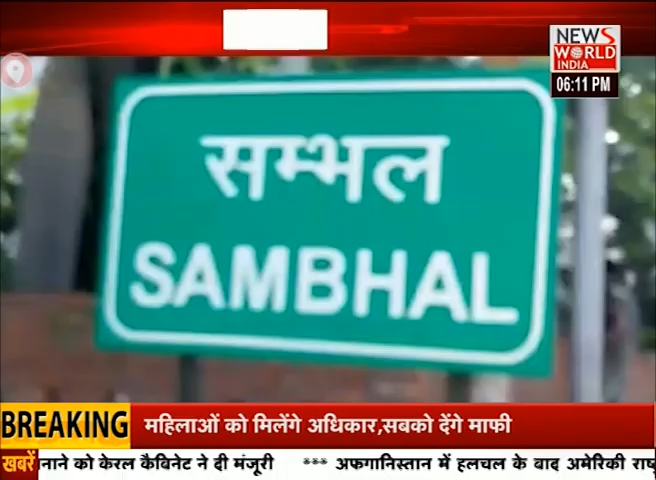 NEWS
WORLD
INDIA
06:11 PM
सम्भल
SAMBHAL
BREAKING महिलाओं को मिलेंगे अधिकार,सबको देंगे माफी
खबरें नाने को केरल कैबिनेट ने दी मंजूरी *** अफगानिस्तान में हलचल के बाद अमेरिकी राष्